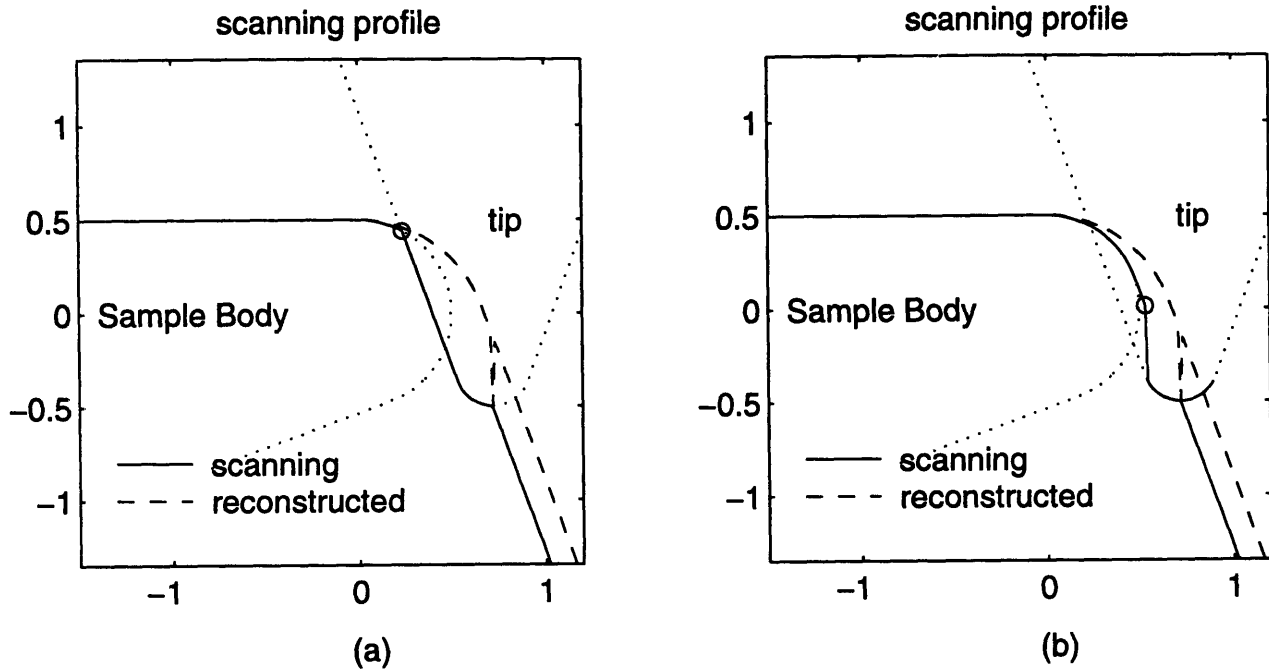 scanning profile
1
0.5
0
−0.5
−1
tip
Sample Body
scanning
reconstructed
−1
0
1
(a)
scanning profile
1
0.5
0
−0.5
−1
tip
Sample Body
scanning
reconstructed
−1
0
1
(b)